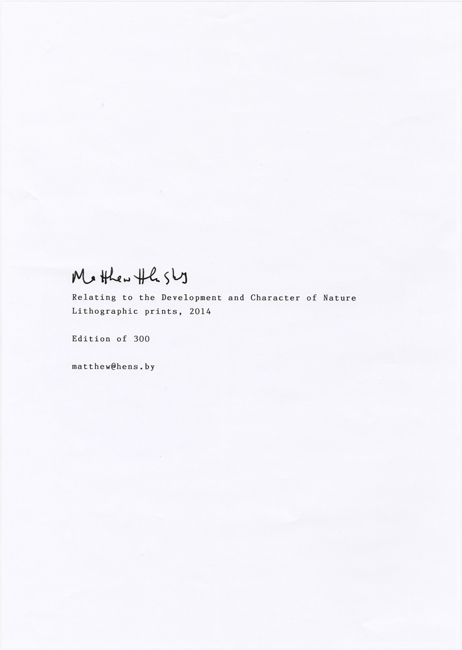 Matthew Hensby
Relating to the Development and Character of Nature
Lithographic prints, 2014
Edition of 300
matthew@hens.by